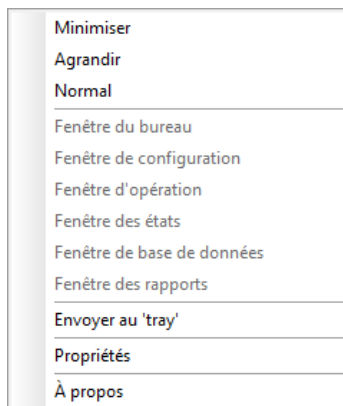 Minimiser
Agrandir
Normal
Fenêtre du bureau
Fenêtre de configuration
Fenêtre d'opération
Fenêtre des états
Fenêtre de base de données
Fenêtre des rapports
Envoyer au 'tray'
Propriétés
À propos